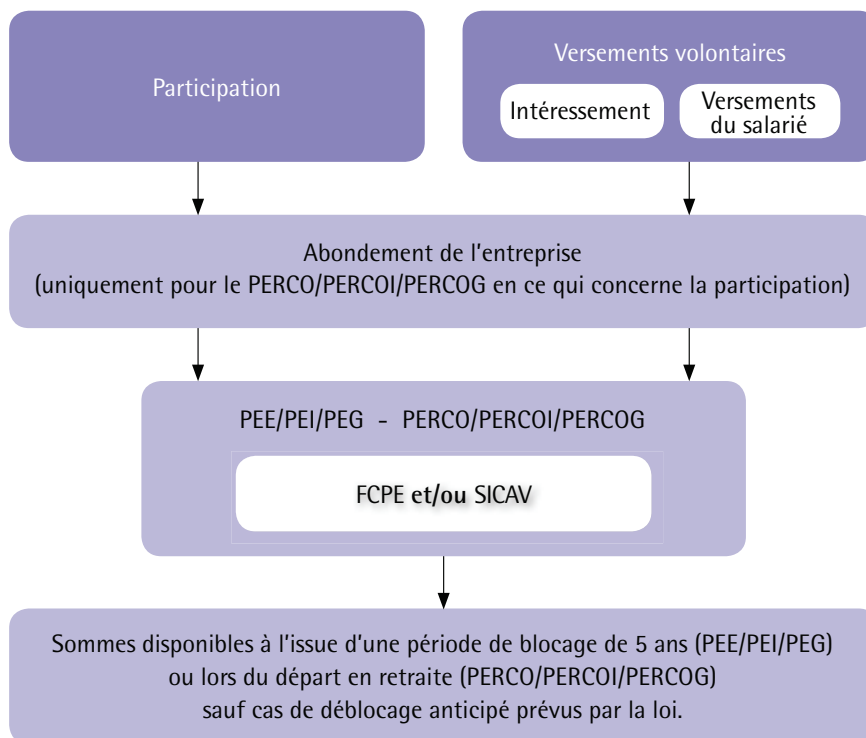 Participation
Versements volontaires
Intéressement
Versements
du salarié
Abondement de l'entreprise
(uniquement pour le PERCO/PERCOI/PERCOG en ce qui concerne la participation)
PEE/PEI/PEG - PERCO/PERCOI/PERCOG
FCPE et/ou SICAV
Sommes disponibles à l'issue d'une période de blocage de 5 ans (PEE/PEI/PEG)
ou lors du départ en retraite (PERCO/PERCOI/PERCOG)
sauf cas de déblocage anticipé prévus par la loi.